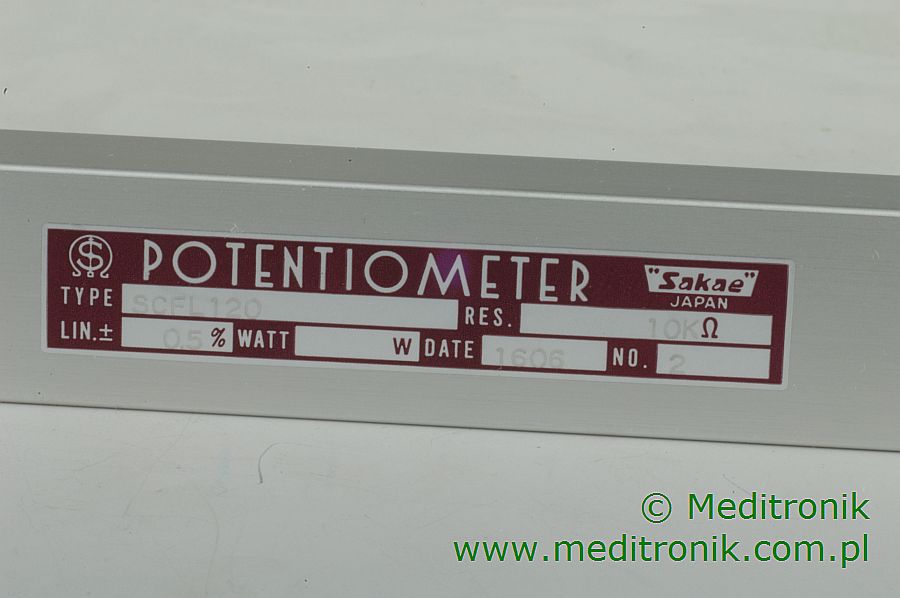 POTENTIOMETER "Sakae"
JAPAN
TYPE SCFL120 RES. 10KΩ
LIN.± 0.5 % WATT W DATE 1606 NO. 2
© Meditronik
www.meditronik.com.pl